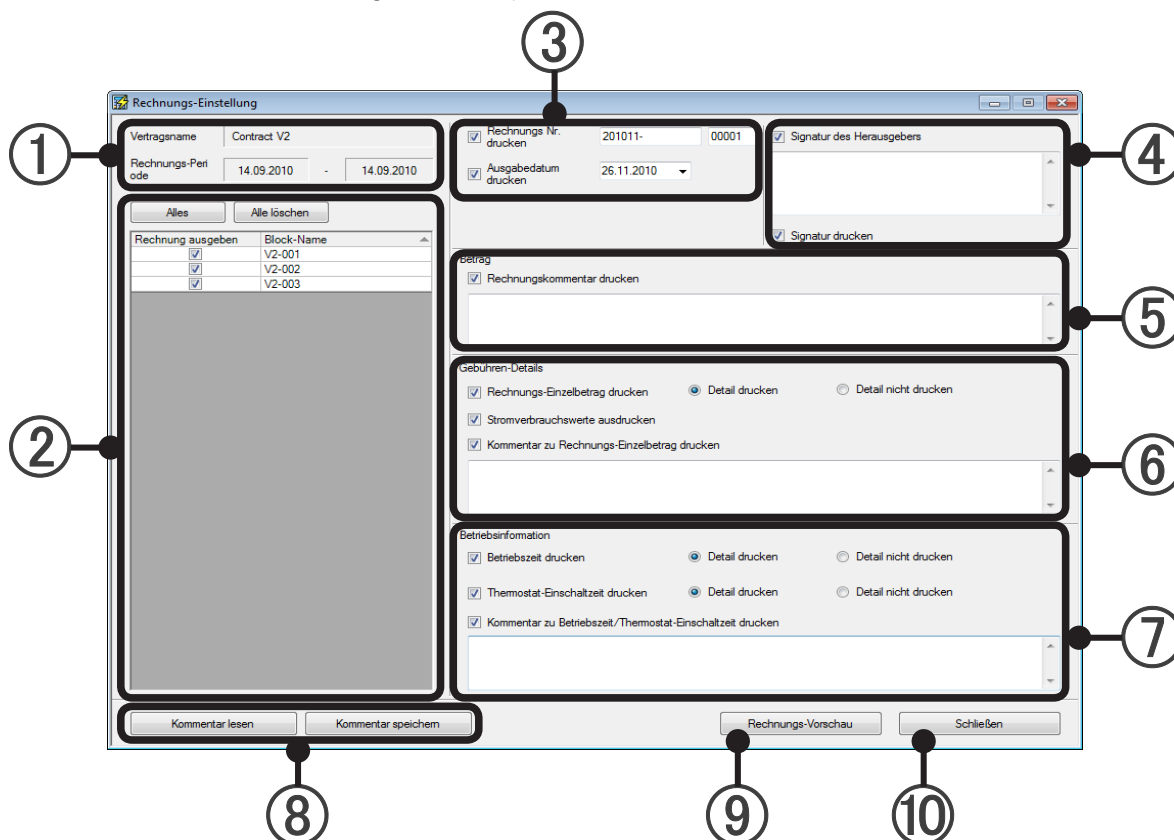 ③
Rechnungs-Einstellung
①
Vertragsname Contract V2
Rechnungs-Peri
ode
14.09.2010 - 14.09.2010
Rechnungs Nr.
drucken
201011- 00001
Ausgabedatum
drucken
26.11.2010
Signatur des Herausgebers
④
Signatur drucken
②
Alles Alle löschen
Rechnung ausgeben Block-Name
V2-001
V2-002
V2-003
Betrag
Rechnungskommentar drucken
⑤
Gebühren-Details
Rechnungs-Einzelbetrag drucken Detail drucken Detail nicht drucken
Stromverbrauchswerte ausdrucken
Kommentar zu Rechnungs-Einzelbetrag drucken
⑥
Betriebsinformation
Betriebszeit drucken Detail drucken Detail nicht drucken
Thermostat-Einschaltzeit drucken Detail drucken Detail nicht drucken
Kommentar zu Betriebszeit/Thermostat-Einschaltzeit drucken
⑦
Kommentar lesen Kommentar speichern Rechnungs-Vorschau Schließen
⑧ ⑨ ⑩